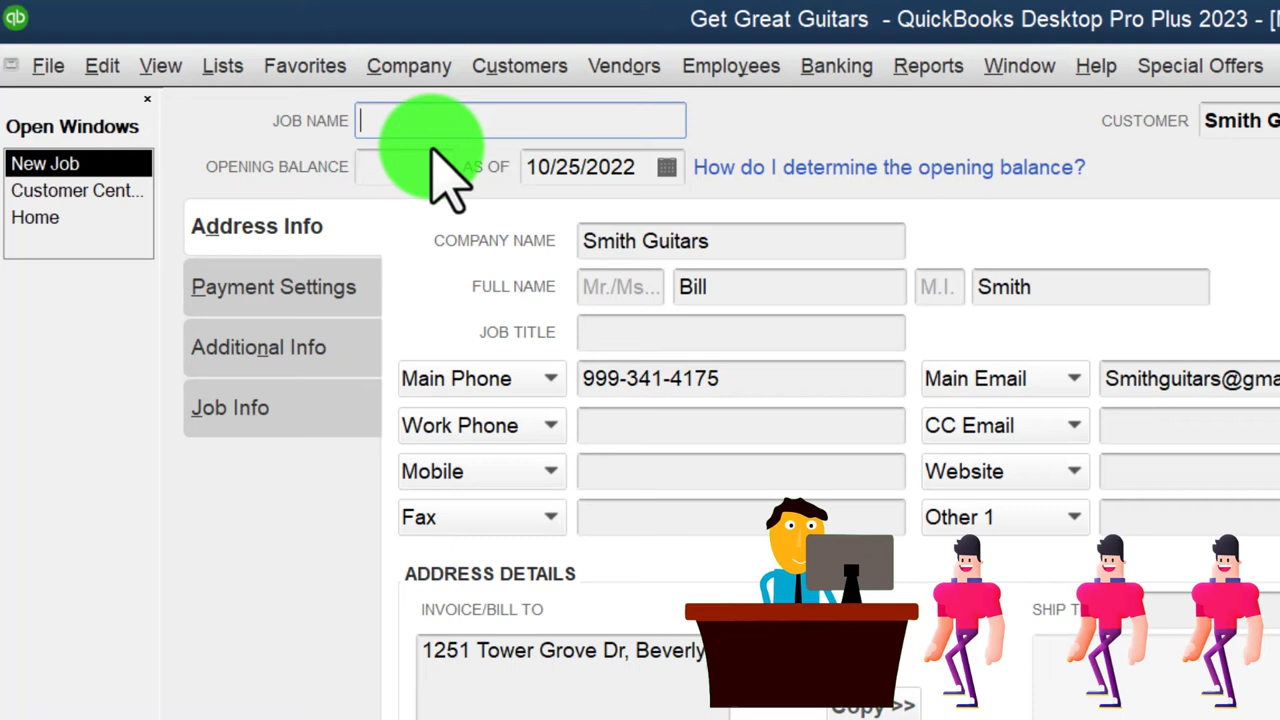 qb
Get Great Guitars - QuickBooks Desktop Pro Plus 2023 - [
File Edit View Lists Favorites Company Customers Vendors Employees Banking Reports Window Help Special Offers
Open Windows
New Job
Customer Cent...
Home
JOB NAME
CUSTOMER Smith G
OPENING BALANCE AS OF 10/25/2022 How do I determine the opening balance?
Address Info
Payment Settings
Additional Info
Job Info
COMPANY NAME Smith Guitars
FULL NAME Mr./Ms... Bill M.I. Smith
JOB TITLE
Main Phone 999-341-4175 Main Email Smithguitars@gma
Work Phone CC Email
Mobile Website
Fax Other 1
ADDRESS DETAILS
INVOICE/BILL TO SHIP T
1251 Tower Grove Dr, Beverly
Copy >>